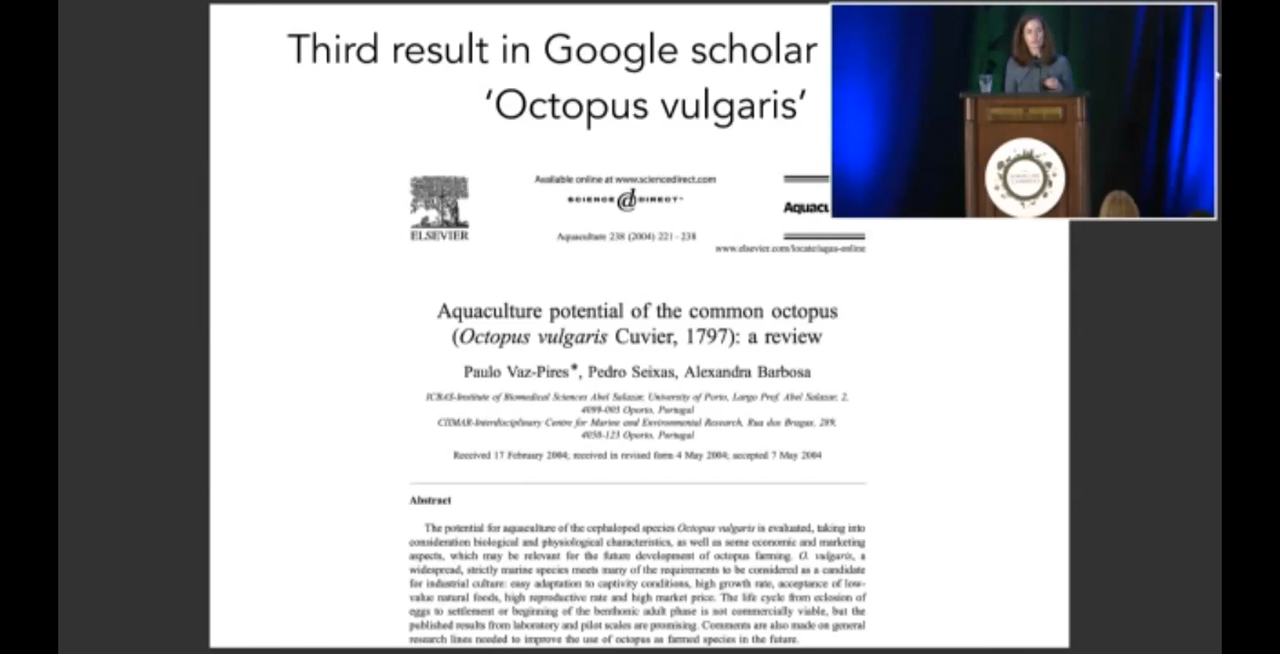 Third result in Google scholar
‘Octopus vulgaris’
Available online at www.sciencedirect.com
SCIENCE DIRECT®
ELSEVIER
Aquacu
Aquaculture 238 (2004) 221–238
www.elsevier.com/locate/aqua-online
Aquaculture potential of the common octopus
(Octopus vulgaris Cuvier, 1797): a review
Paulo Vaz-Pires*, Pedro Seixas, Alexandra Barbosa
ICBAS-Institute of Biomedical Sciences Abel Salazar, University of Porto, Largo Prof. Abel Salazar, 2,
4099-003 Oporto, Portugal
CIIMAR-Interdisciplinary Centre for Marine and Environmental Research, Rua dos Bragas, 289,
4050-123 Oporto, Portugal
Received 17 February 2004; received in revised form 4 May 2004; accepted 7 May 2004
Abstract
The potential for aquaculture of the cephalopod species Octopus vulgaris is evaluated, taking into
consideration biological and physiological characteristics, as well as some economic and marketing
aspects, which may be relevant for the future development of octopus farming. O. vulgaris, a
widespread, strictly marine species meets many of the requirements to be considered as a candidate
for industrial culture: easy adaptation to captivity conditions, high growth rate, acceptance of low-
value natural foods, high reproductive rate and high market price. The life cycle from eclosion of
eggs to settlement or beginning of the benthonic adult phase is not commercially viable, but the
published results from laboratory and pilot scales are promising. Comments are also made on general
research lines needed to improve the use of octopus as farmed species in the future.